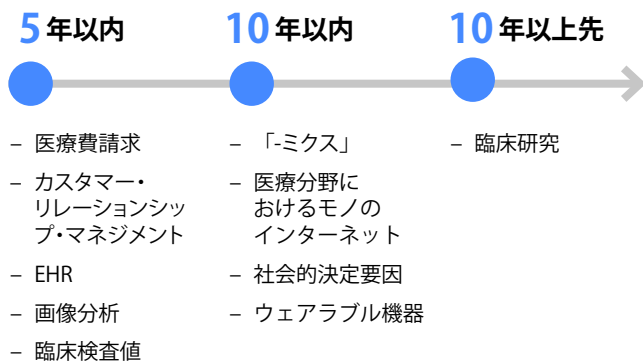 5年以内
– 医療費請求
– カスタマー・
リレーションシッ
プ・マネジメント
– EHR
– 画像分析
– 臨床検査値
10年以内
– 「-ミクス」
– 医療分野に
おけるモノの
インターネット
– 社会的決定要因
– ウェアラブル機器
10年以上先
– 臨床研究